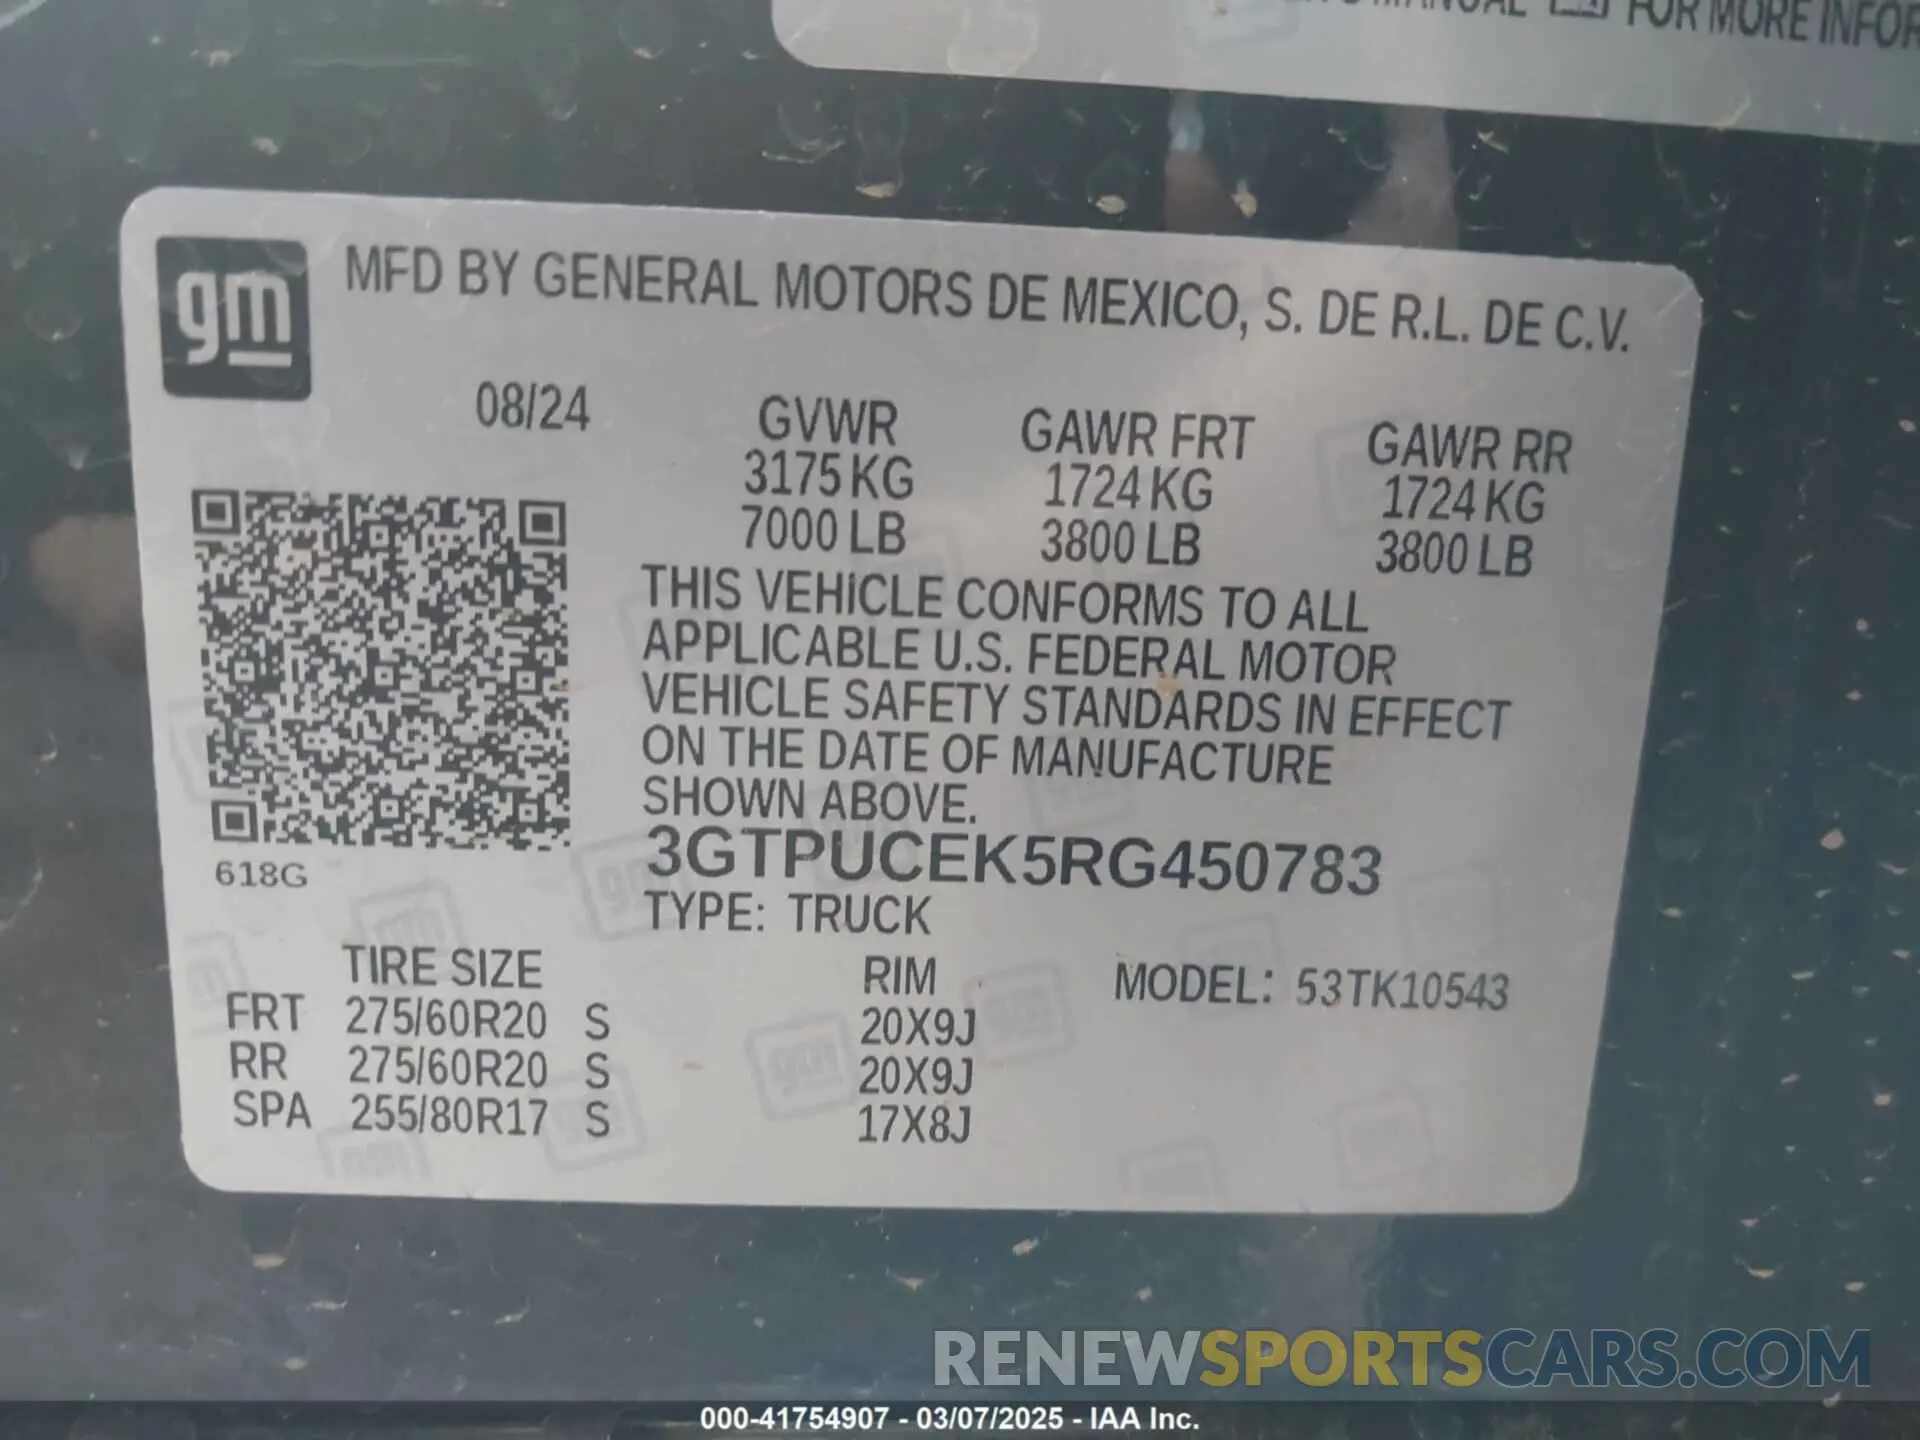 MANUAL FOR MORE INFOR
gm
MFD BY GENERAL MOTORS DE MEXICO, S. DE R.L. DE C.V.
08/24
GVWR GAWR FRT GAWR RR
3175 KG 1724 KG 1724 KG
7000 LB 3800 LB 3800 LB
THIS VEHICLE CONFORMS TO ALL
APPLICABLE U.S. FEDERAL MOTOR
VEHICLE SAFETY STANDARDS IN EFFECT
ON THE DATE OF MANUFACTURE
SHOWN ABOVE.
3GTPUCEK5RG450783
618G
TYPE: TRUCK
TIRE SIZE RIM MODEL: 53TK10543
FRT 275/60R20 S 20X9J
RR 275/60R20 S 20X9J
SPA 255/80R17 S 17X8J
RENEWSPORTSCARS.COM
000-41754907 - 03/07/2025 - IAA Inc.